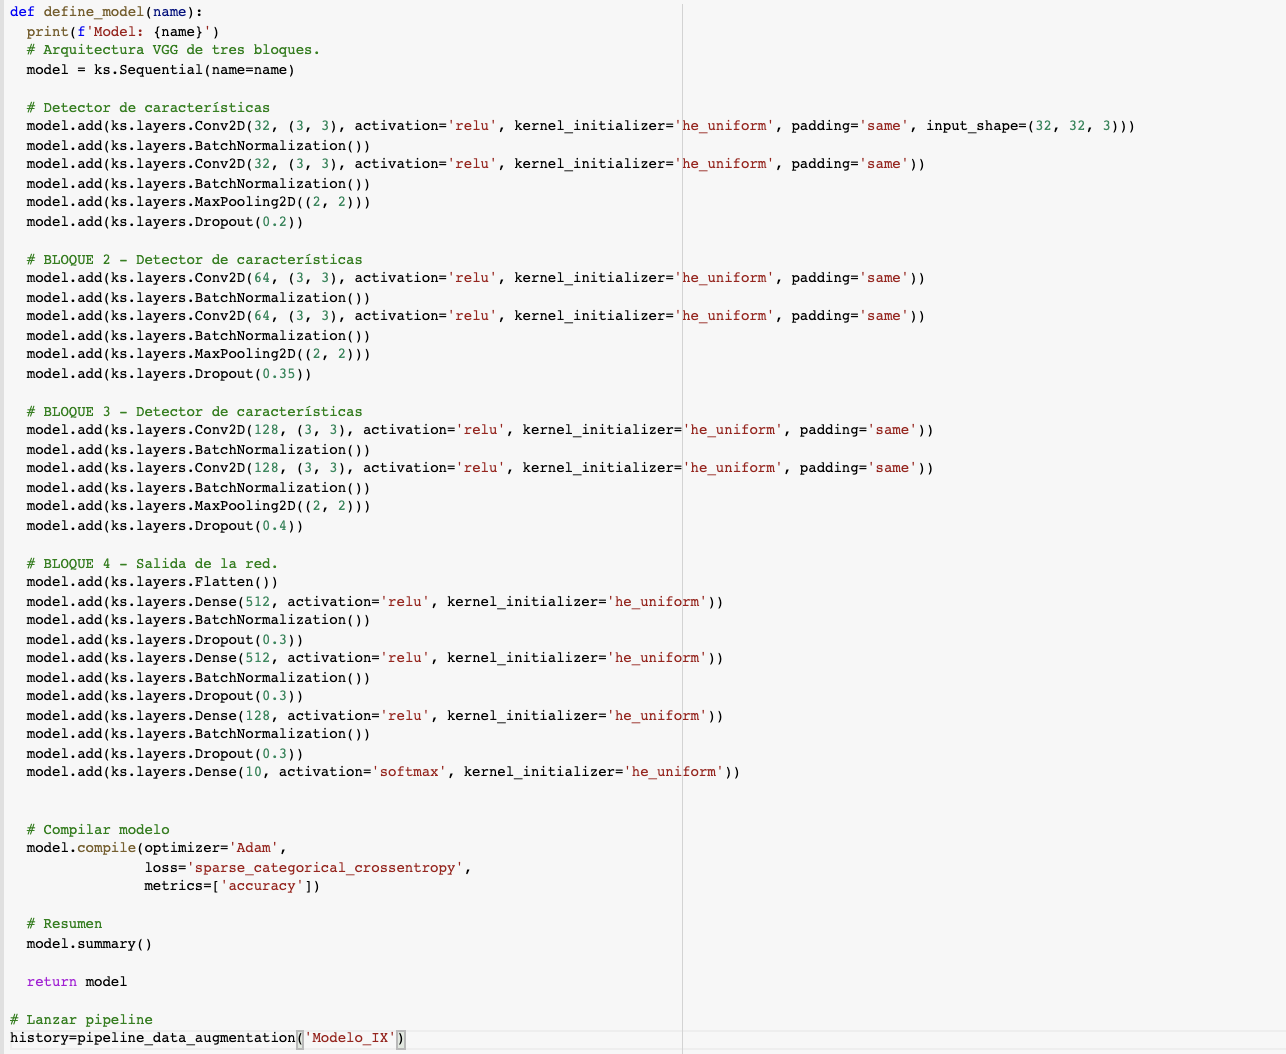 def define_model(name):
  print(f'Model: {name}')
  # Arquitectura VGG de tres bloques.
  model = ks.Sequential(name=name)

  # Detector de características
  model.add(ks.layers.Conv2D(32, (3, 3), activation='relu', kernel_initializer='he_uniform', padding='same', input_shape=(32, 32, 3)))
  model.add(ks.layers.BatchNormalization())
  model.add(ks.layers.Conv2D(32, (3, 3), activation='relu', kernel_initializer='he_uniform', padding='same'))
  model.add(ks.layers.BatchNormalization())
  model.add(ks.layers.MaxPooling2D((2, 2)))
  model.add(ks.layers.Dropout(0.2))

  # BLOQUE 2 - Detector de características
  model.add(ks.layers.Conv2D(64, (3, 3), activation='relu', kernel_initializer='he_uniform', padding='same'))
  model.add(ks.layers.BatchNormalization())
  model.add(ks.layers.Conv2D(64, (3, 3), activation='relu', kernel_initializer='he_uniform', padding='same'))
  model.add(ks.layers.BatchNormalization())
  model.add(ks.layers.MaxPooling2D((2, 2)))
  model.add(ks.layers.Dropout(0.35))

  # BLOQUE 3 - Detector de características
  model.add(ks.layers.Conv2D(128, (3, 3), activation='relu', kernel_initializer='he_uniform', padding='same'))
  model.add(ks.layers.BatchNormalization())
  model.add(ks.layers.Conv2D(128, (3, 3), activation='relu', kernel_initializer='he_uniform', padding='same'))
  model.add(ks.layers.BatchNormalization())
  model.add(ks.layers.MaxPooling2D((2, 2)))
  model.add(ks.layers.Dropout(0.4))

  # BLOQUE 4 - Salida de la red.
  model.add(ks.layers.Flatten())
  model.add(ks.layers.Dense(512, activation='relu', kernel_initializer='he_uniform'))
  model.add(ks.layers.BatchNormalization())
  model.add(ks.layers.Dropout(0.3))
  model.add(ks.layers.Dense(512, activation='relu', kernel_initializer='he_uniform'))
  model.add(ks.layers.BatchNormalization())
  model.add(ks.layers.Dropout(0.3))
  model.add(ks.layers.Dense(128, activation='relu', kernel_initializer='he_uniform'))
  model.add(ks.layers.BatchNormalization())
  model.add(ks.layers.Dropout(0.3))
  model.add(ks.layers.Dense(10, activation='softmax', kernel_initializer='he_uniform'))

  # Compilar modelo
  model.compile(optimizer='Adam',
                loss='sparse_categorical_crossentropy',
                metrics=['accuracy'])

  # Resumen
  model.summary()

  return model

# Lanzar pipeline
history=pipeline_data_augmentation('Modelo_IX')